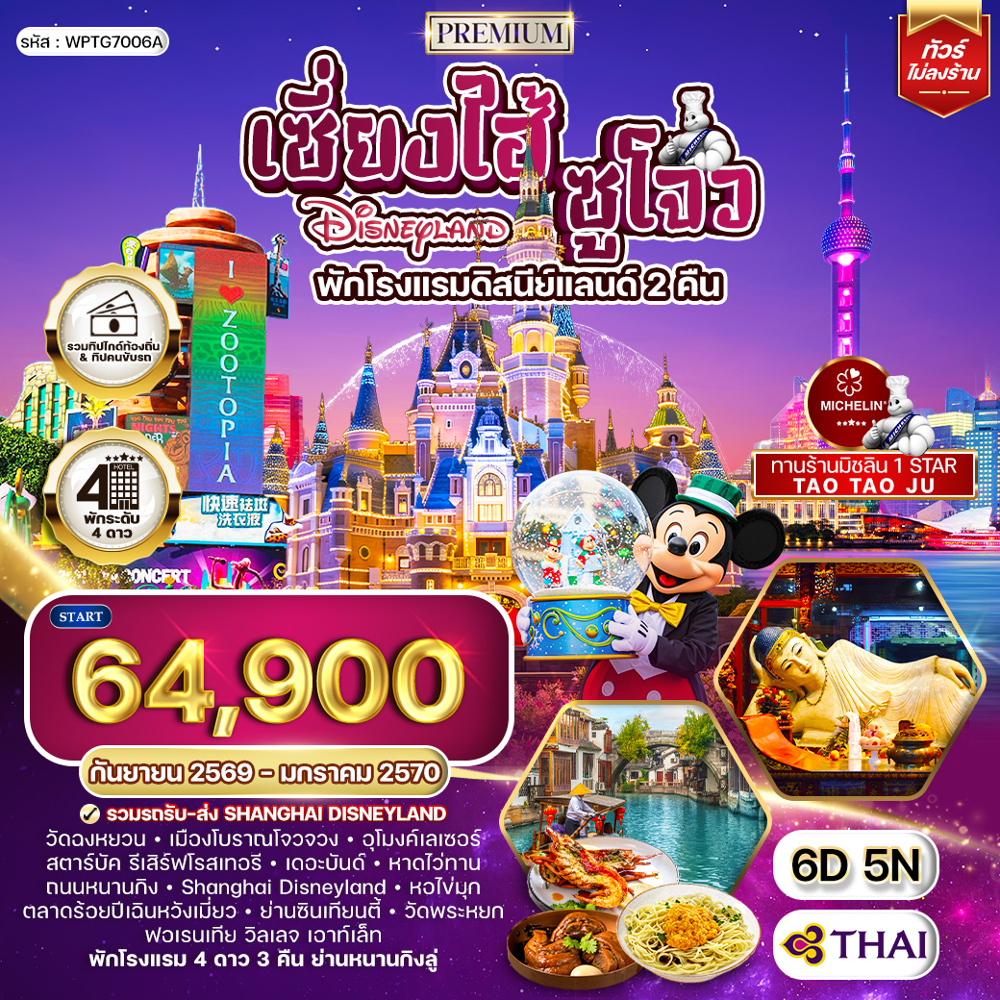 รหัส : WPTG7006A
PREMIUM
ทัวร์
ไม่ลงร้าน
เซี่ยงไฮ้
ซูโจว
DISNEYLAND
พักโรงแรมดิสนีย์แลนด์ 2 คืน
รวมทิปไกด์ท้องถิ่น
& ทิปคนขับรถ
I ❤ ZOOTOPIA
HOTEL
4
พักระดับ
4 ดาว
快速祛斑
洗衣液
CONCERT
MICHELIN
ทานร้านมิชลิน 1 STAR
TAO TAO JU
START
64,900
กันยายน 2569 - มกราคม 2570
รวมรถรับ-ส่ง SHANGHAI DISNEYLAND
วัดฉงหยวน • เมืองโบราณโจวจวง • อุโมงค์เลเซอร์
สตาร์บัค รีเสิร์ฟโรสเทอรี • เดอะบันด์ • หาดไว่ทาน
ถนนหนานกิง • Shanghai Disneyland • หอไข่มุก
ตลาดร้อยปีเฉินหวังเมี่ยว • ย่านซินเทียนตี้ • วัดพระหยก
ฟอเรนเทีย วิลเลจ เอาท์เล็ท
พักโรงแรม 4 ดาว 3 คืน ย่านหนานกิงลู่
6D 5N
THAI